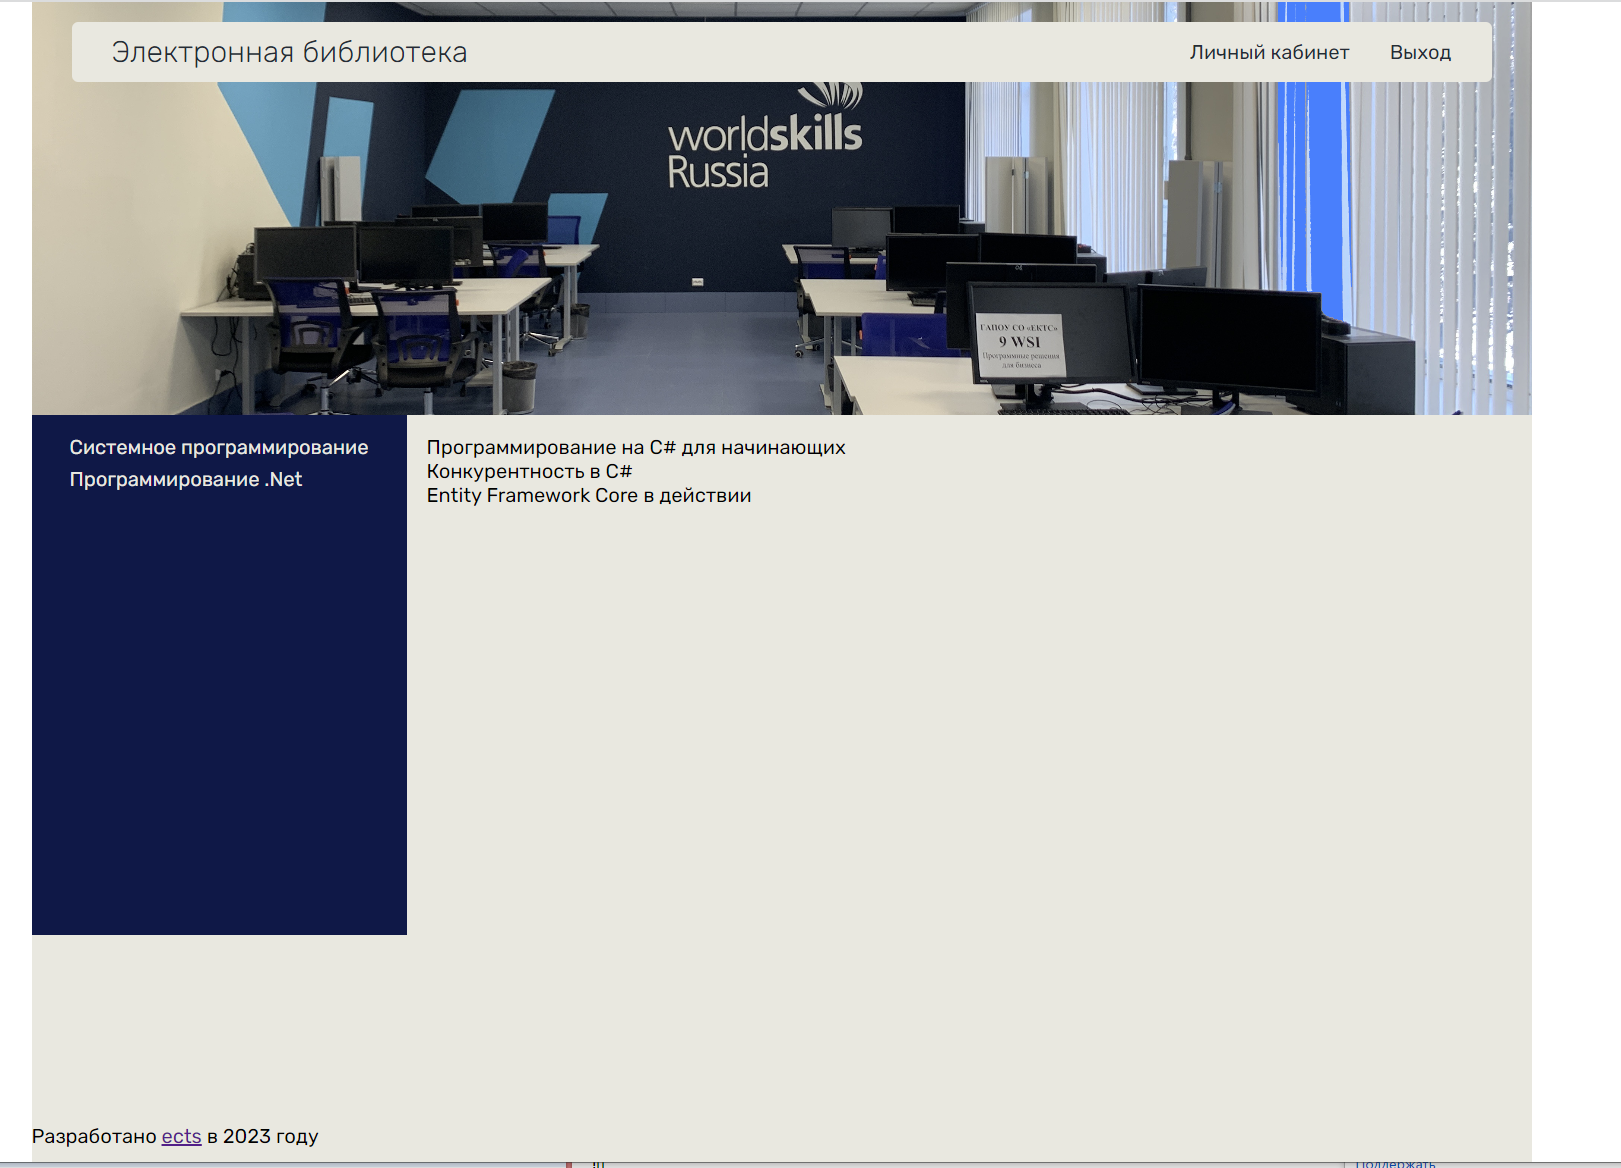 Электронная библиотека
Личный кабинет
Выход
worldskills
Russia
ГАПОУ СО «ЕКТС»
9 WSI
Программные решения
для бизнеса
Системное программирование
Программирование .Net
Программирование на C# для начинающих
Конкурентность в C#
Entity Framework Core в действии
Разработано ects в 2023 году
Поддержать